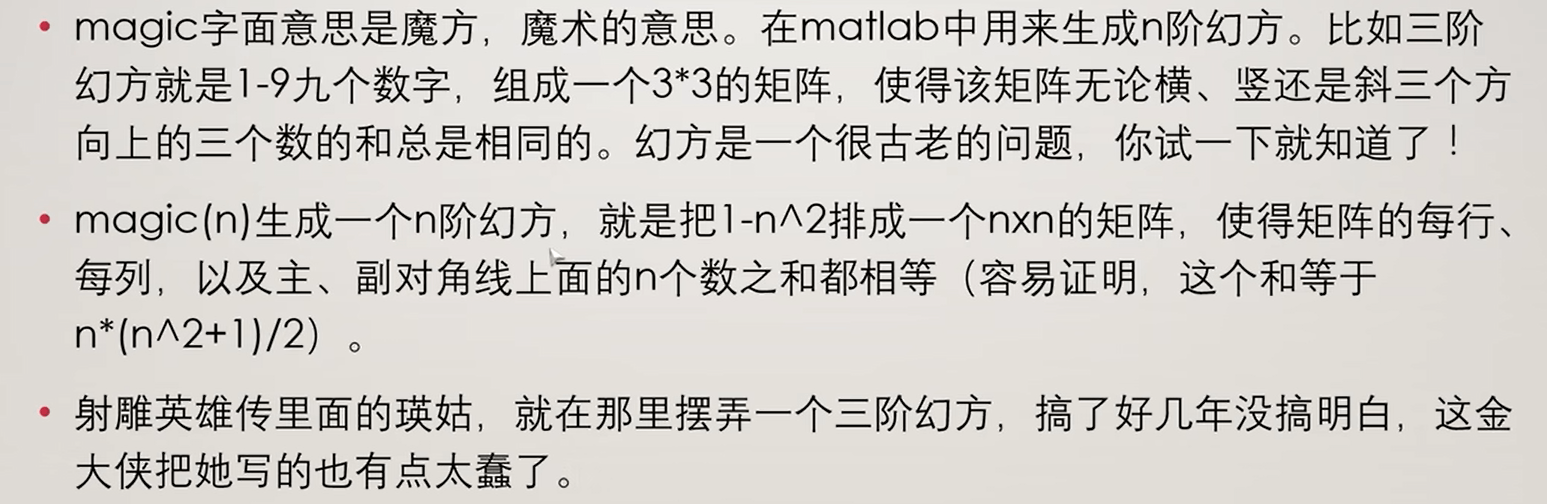 • magic字面意思是魔方，魔术的意思。在matlab中用来生成n阶幻方。比如三阶
幻方就是1-9九个数字，组成一个3*3的矩阵，使得该矩阵无论横、竖还是斜三个方
向上的三个数的和总是相同的。幻方是一个很古老的问题，你试一下就知道了！
• magic(n)生成一个n阶幻方，就是把1-n^2排成一个nxn的矩阵，使得矩阵的每行、
每列，以及主、副对角线上面的n个数之和都相等（容易证明，这个和等于
n*(n^2+1)/2）。
• 射雕英雄传里面的瑛姑，就在那里摆弄一个三阶幻方，搞了好几年没搞明白，这金
大侠把她写的也有点太蠢了。